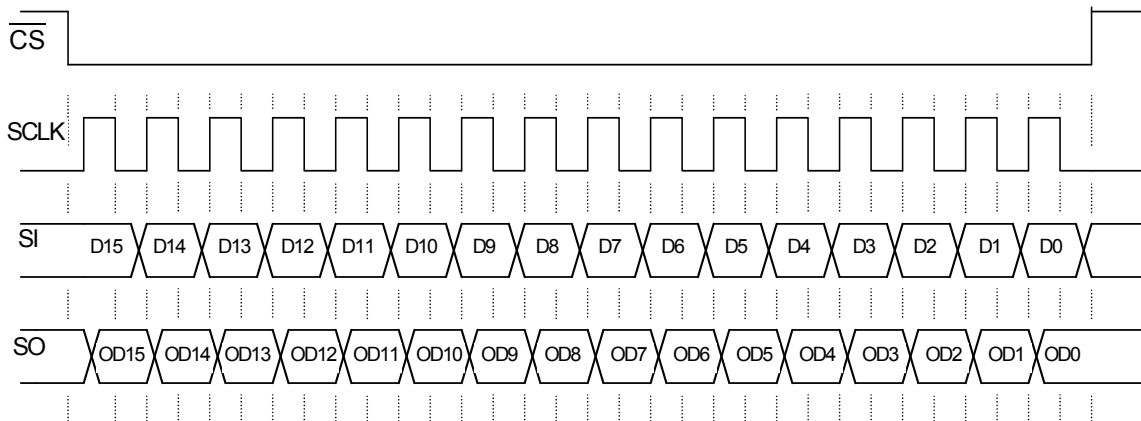 CS
SCLK
SI D15 D14 D13 D12 D11 D10 D9 D8 D7 D6 D5 D4 D3 D2 D1 D0
SO OD15 OD14 OD13 OD12 OD11 OD10 OD9 OD8 OD7 OD6 OD5 OD4 OD3 OD2 OD1 OD0